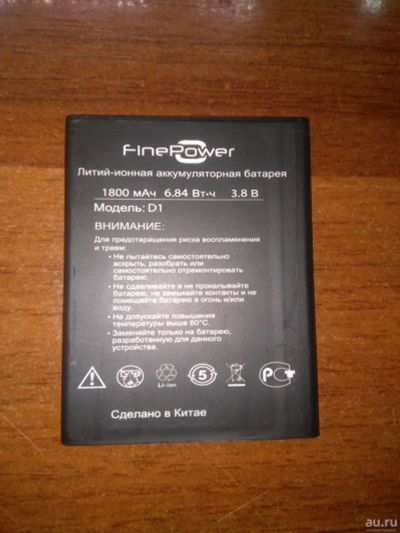 FinePower
Литий-ионная аккумуляторная батарея
1800 мАч 6.84 Вт-ч 3.8 В
Модель: D1
ВНИМАНИЕ:
Для предотвращения риска воспламенения
и травм:
• Не пытайтесь самостоятельно
вскрыть, разобрать или
самостоятельно отремонтировать
батарею.
• Не сдавливайте и не прокалывайте
батарею, не замыкайте контакты и не
помещайте батарею в огонь и/или
воду.
• Не допускайте повышения
температуры выше 60°C.
• Заменяйте только на батарею,
разработанную для данного
устройства.
Li-ion
5
РСТ
Сделано в Китае
au.ru